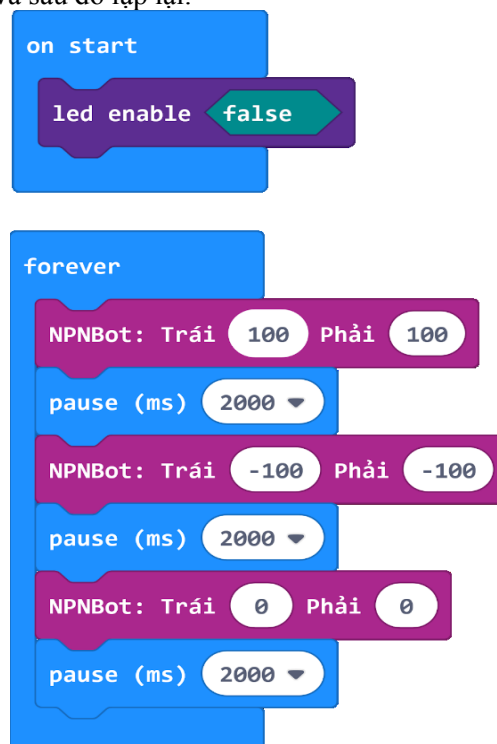 và sau đó lặp lại.
on start
led enable false
forever
NPNBot: Trái 100 Phải 100
pause (ms) 2000
NPNBot: Trái -100 Phải -100
pause (ms) 2000
NPNBot: Trái 0 Phải 0
pause (ms) 2000